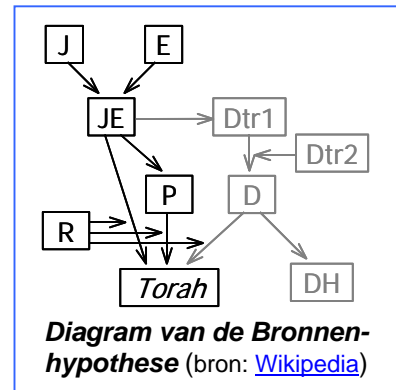 J E
JE Dtr1
Dtr2
P D
R
Torah DH
Diagram van de Bronnen-
hypothese (bron: Wikipedia)